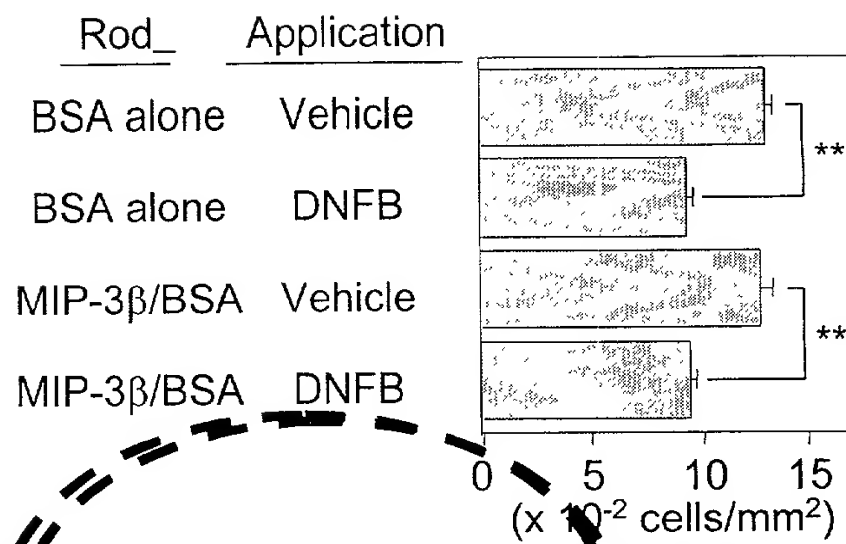 Rod_ Application
BSA alone Vehicle
**
BSA alone DNFB
MIP-3β/BSA Vehicle
**
MIP-3β/BSA DNFB
0 5 10 15
(x 10-2 cells/mm2)